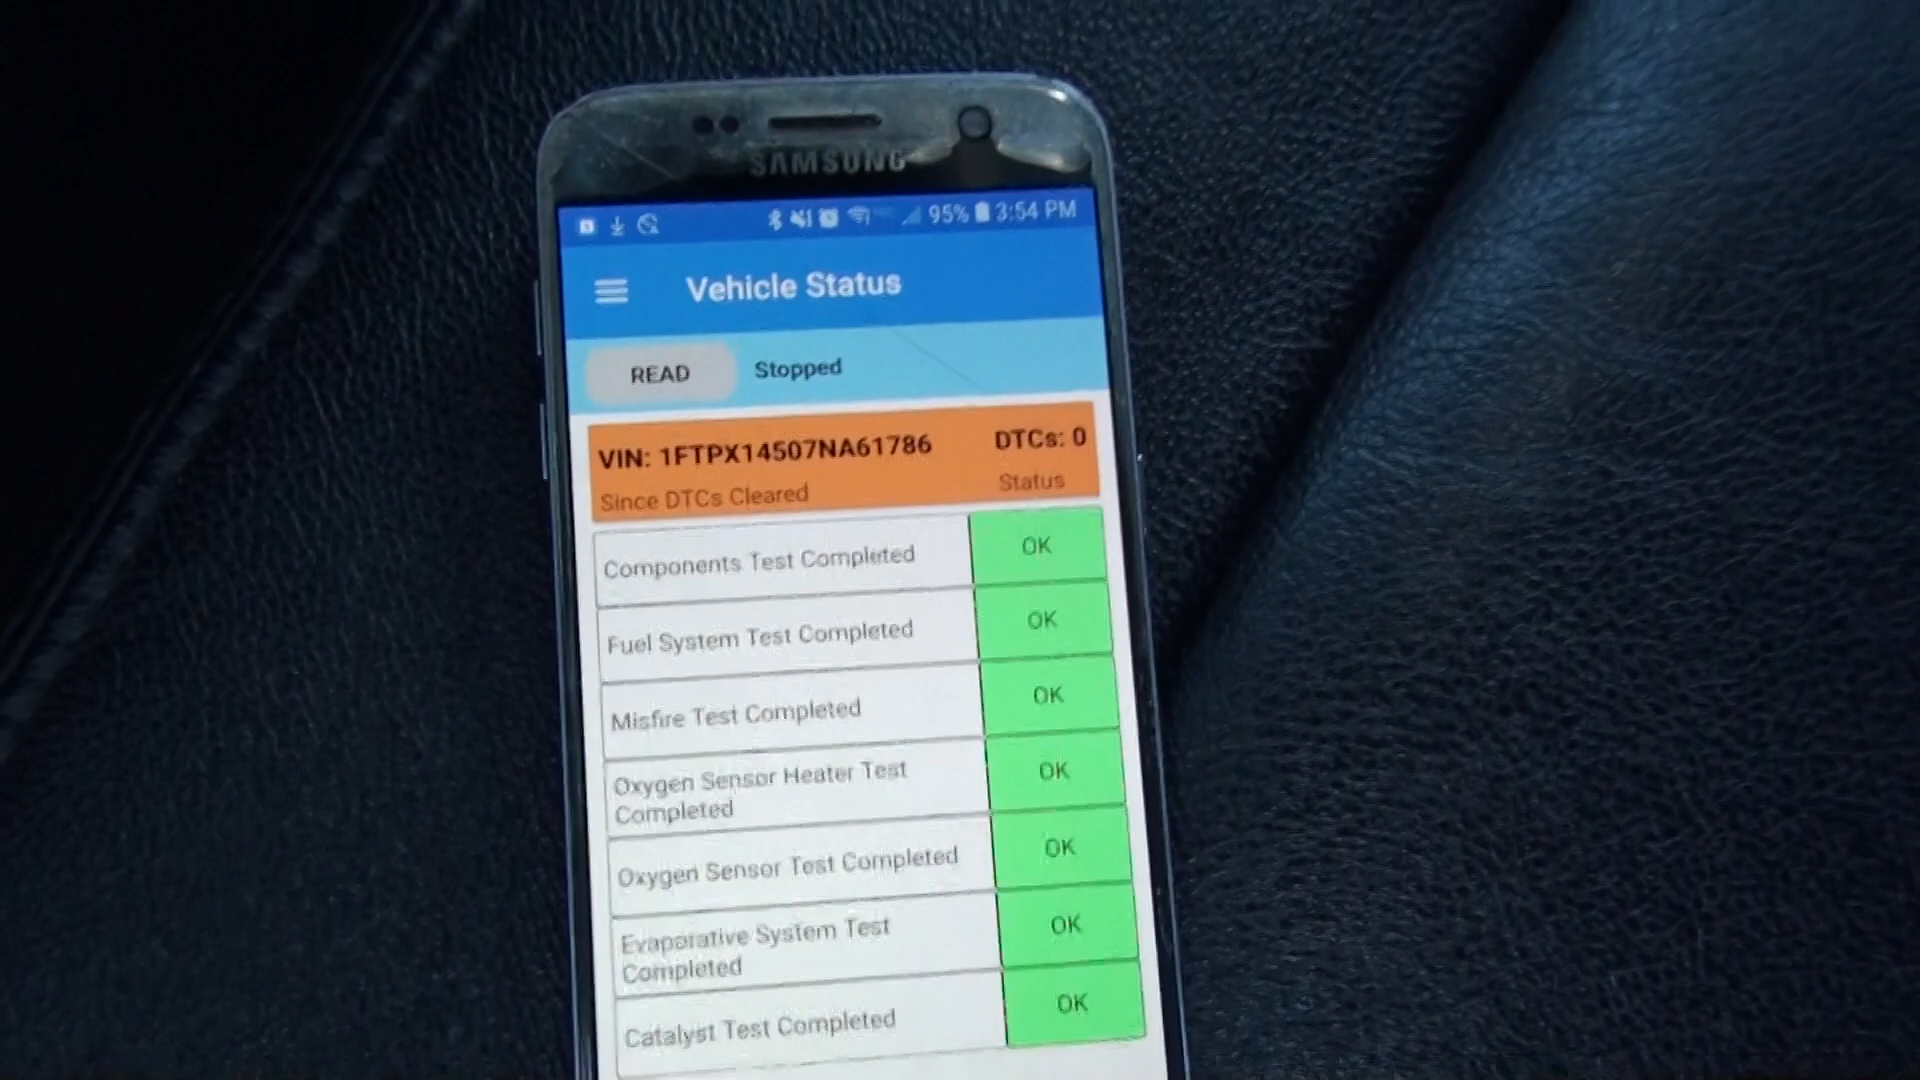 SAMSUNG
95% 3:54 PM
Vehicle Status
READ Stopped
VIN: 1FTPX14507NA61786 DTCs: 0
Since DTCs Cleared Status
Components Test Completed OK
Fuel System Test Completed OK
Misfire Test Completed OK
Oxygen Sensor Heater Test
Completed OK
Oxygen Sensor Test Completed OK
Evaporative System Test
Completed OK
Catalyst Test Completed OK